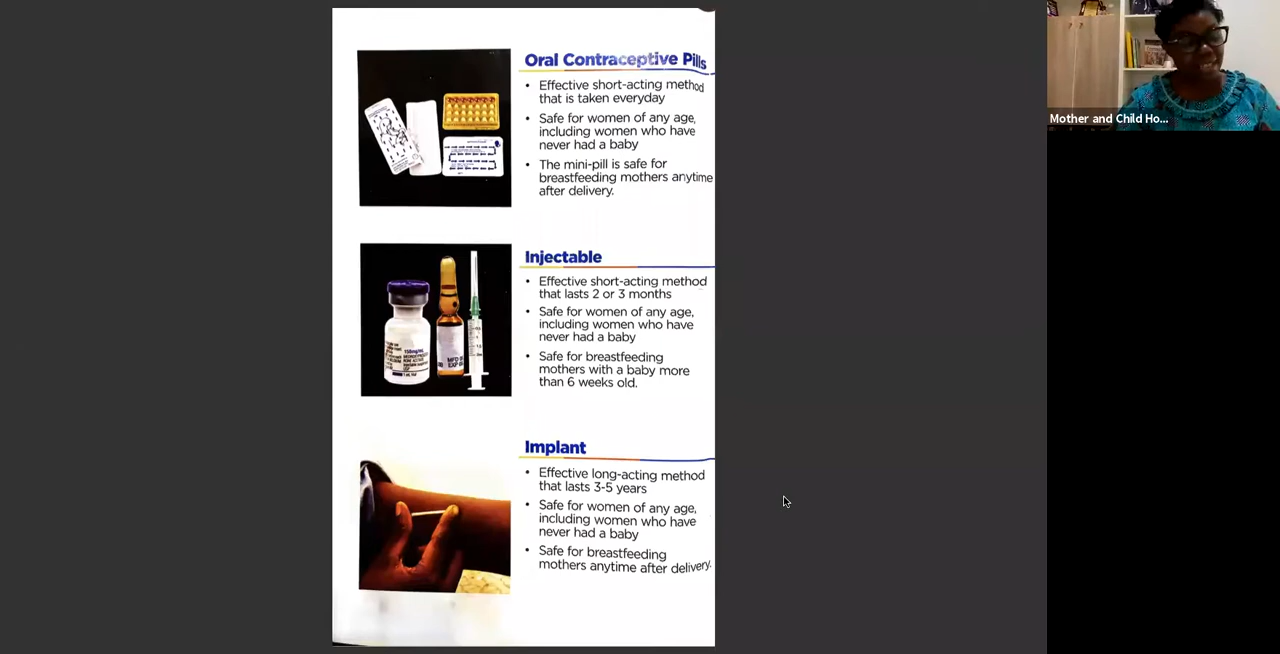 Oral Contraceptive Pills
• Effective short-acting method
that is taken everyday
• Safe for women of any age,
including women who have
never had a baby
• The mini-pill is safe for
breastfeeding mothers anytime
after delivery.
Injectable
• Effective short-acting method
that lasts 2 or 3 months
• Safe for women of any age,
including women who have
never had a baby
• Safe for breastfeeding
mothers with a baby more
than 6 weeks old.
150mg/mL
MFD
EXP
Implant
• Effective long-acting method
that lasts 3-5 years
• Safe for women of any age,
including women who have
never had a baby
• Safe for breastfeeding
mothers anytime after delivery.
Mother and Child Ho...